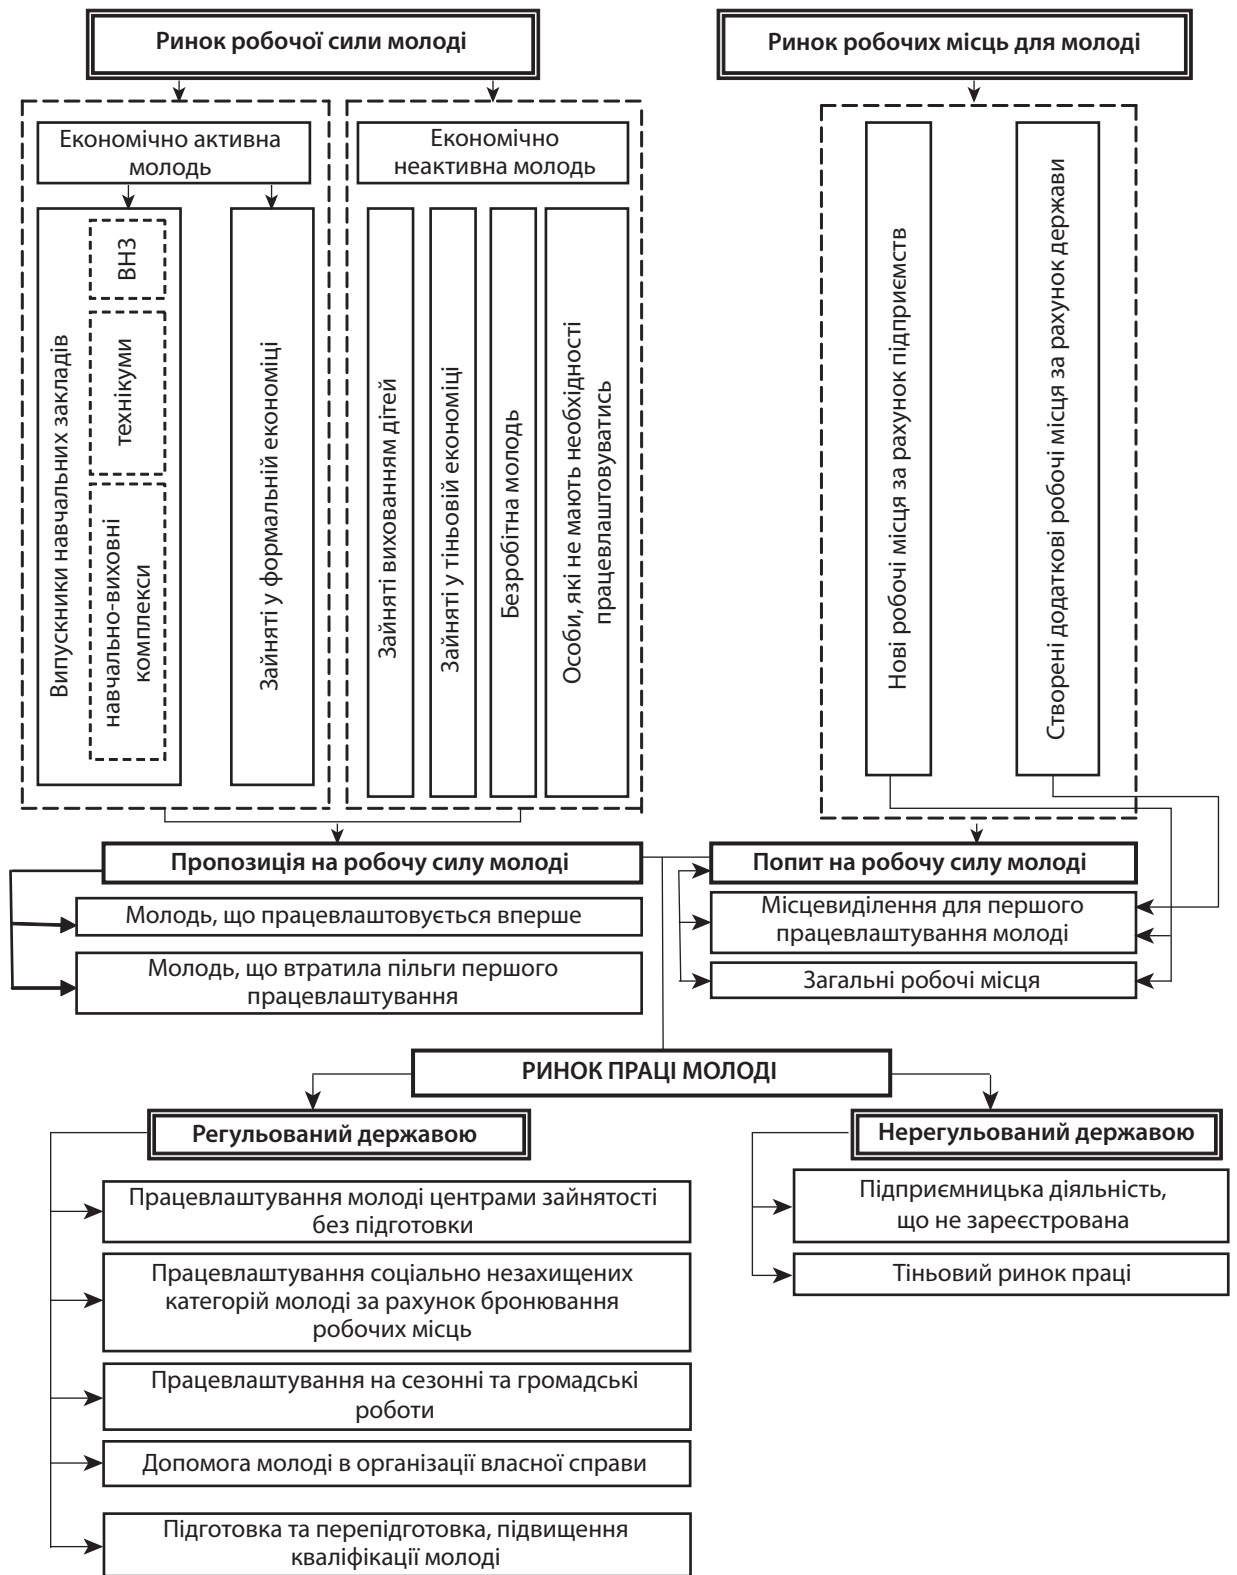 Ринок робочої сили молоді
Ринок робочих місць для молоді
Економічно активна
молодь
Економічно
неактивна молодь
Випускники навчальних закладів
ВНЗ
технікуми
навчально-виховні
комплекси
Зайняті у формальній економіці
Зайняті вихованням дітей
Зайняті у тіньовій економіці
Безробітна молодь
Особи, які не мають необхідності
працевлаштовуватись
Нові робочі місця за рахунок підприємств
Створені додаткові робочі місця за рахунок держави
Пропозиція на робочу силу молоді
Попит на робочу силу молоді
Молодь, що працевлаштовується вперше
Молодь, що втратила пільги першого
працевлаштування
Місцевиділення для першого
працевлаштування молоді
Загальні робочі місця
РИНОК ПРАЦІ МОЛОДІ
Регульований державою
Нерегульований державою
Працевлаштування молоді центрами зайнятості
без підготовки
Працевлаштування соціально незахищених
категорій молоді за рахунок бронювання
робочих місць
Працевлаштування на сезонні та громадські
роботи
Допомога молоді в організації власної справи
Підготовка та перепідготовка, підвищення
кваліфікації молоді
Підприємницька діяльність,
що не зареєстрована
Тіньовий ринок праці